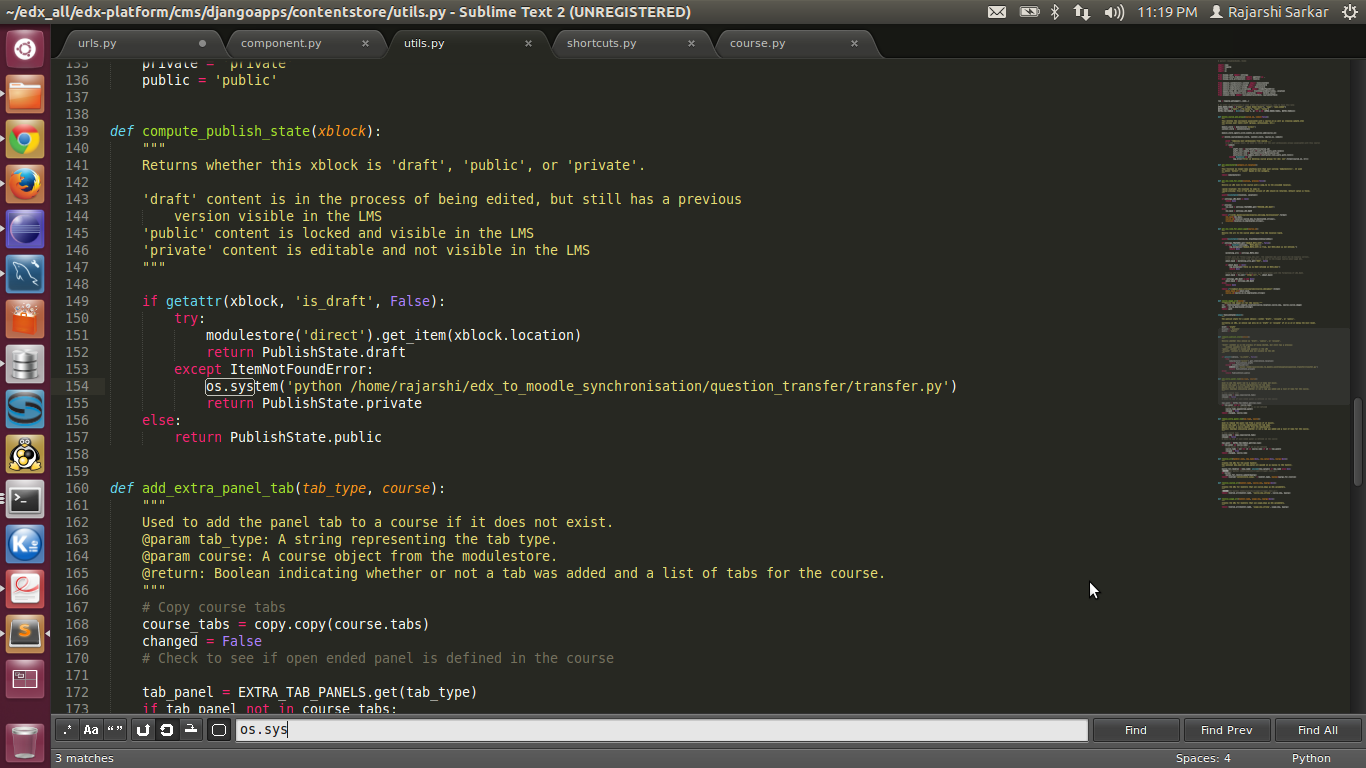 ~/edx_all/edx-platform/cms/djangoapps/contentstore/utils.py - Sublime Text 2 (UNREGISTERED)
11:19 PM Rajarshi Sarkar
urls.py component.py utils.py shortcuts.py course.py
135 private = 'private'
136 public = 'public'
137
138
139 def compute_publish_state(xblock):
140 """
141 Returns whether this xblock is 'draft', 'public', or 'private'.
142
143 'draft' content is in the process of being edited, but still has a previous
144 version visible in the LMS
145 'public' content is locked and visible in the LMS
146 'private' content is editable and not visible in the LMS
147 """
148
149 if getattr(xblock, 'is_draft', False):
150 try:
151 modulestore('direct').get_item(xblock.location)
152 return PublishState.draft
153 except ItemNotFoundError:
154 os.system('python /home/rajarshi/edx_to_moodle_synchronisation/question_transfer/transfer.py')
155 return PublishState.private
156 else:
157 return PublishState.public
158
159
160 def add_extra_panel_tab(tab_type, course):
161 """
162 Used to add the panel tab to a course if it does not exist.
163 @param tab_type: A string representing the tab type.
164 @param course: A course object from the modulestore.
165 @return: Boolean indicating whether or not a tab was added and a list of tabs for the course.
166 """
167 # Copy course tabs
168 course_tabs = copy.copy(course.tabs)
169 changed = False
170 # Check to see if open ended panel is defined in the course
171
172 tab_panel = EXTRA_TAB_PANELS.get(tab_type)
173 if tab_panel not in course_tabs:
.* Aa “ ” os.sys Find Find Prev Find All
3 matches Spaces: 4 Python